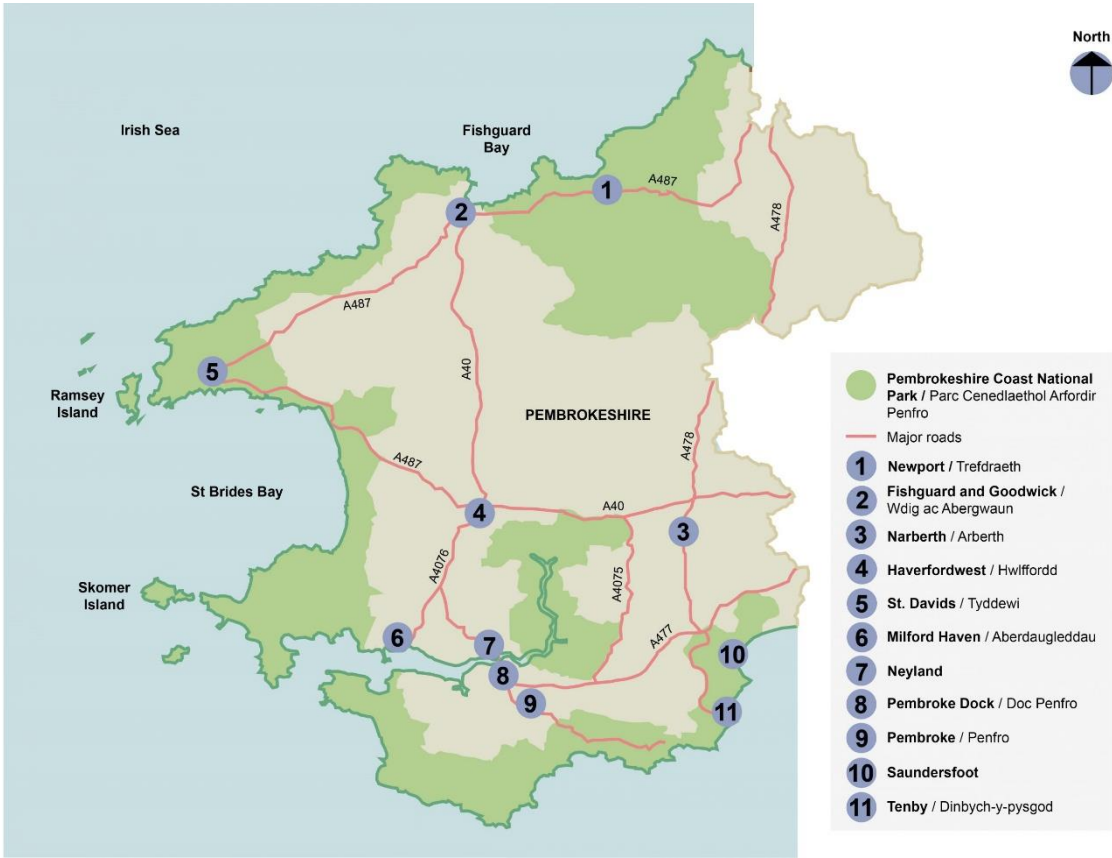 North
Irish Sea
Fishguard
Bay
1
A487
2
A478
A487
5
A40
Ramsey
Island
PEMBROKESHIRE
A478
A487
St Brides Bay
4
A40
3
A4076
A4075
Skomer
Island
A477
6
7
10
8
9
11
Pembrokeshire Coast National
Park / Parc Cenedlaethol Arfordir
Penfro
Major roads
1 Newport / Trefdraeth
2 Fishguard and Goodwick /
Wdig ac Abergwaun
3 Narberth / Arberth
4 Haverfordwest / Hwlffordd
5 St. Davids / Tyddewi
6 Milford Haven / Aberdaugleddau
7 Neyland
8 Pembroke Dock / Doc Penfro
9 Pembroke / Penfro
10 Saundersfoot
11 Tenby / Dinbych-y-pysgod